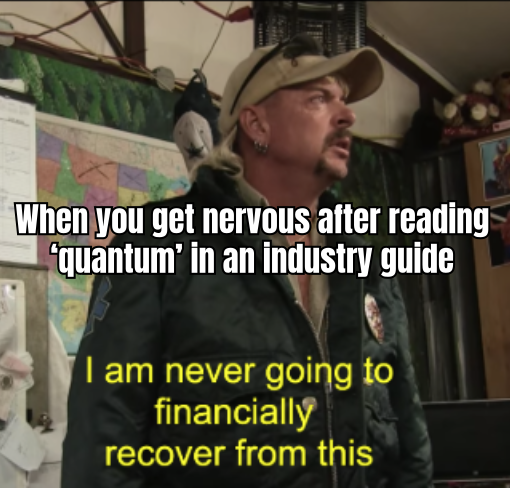 When you get nervous after reading
‘quantum’ in an industry guide
I am never going to
financially
recover from this